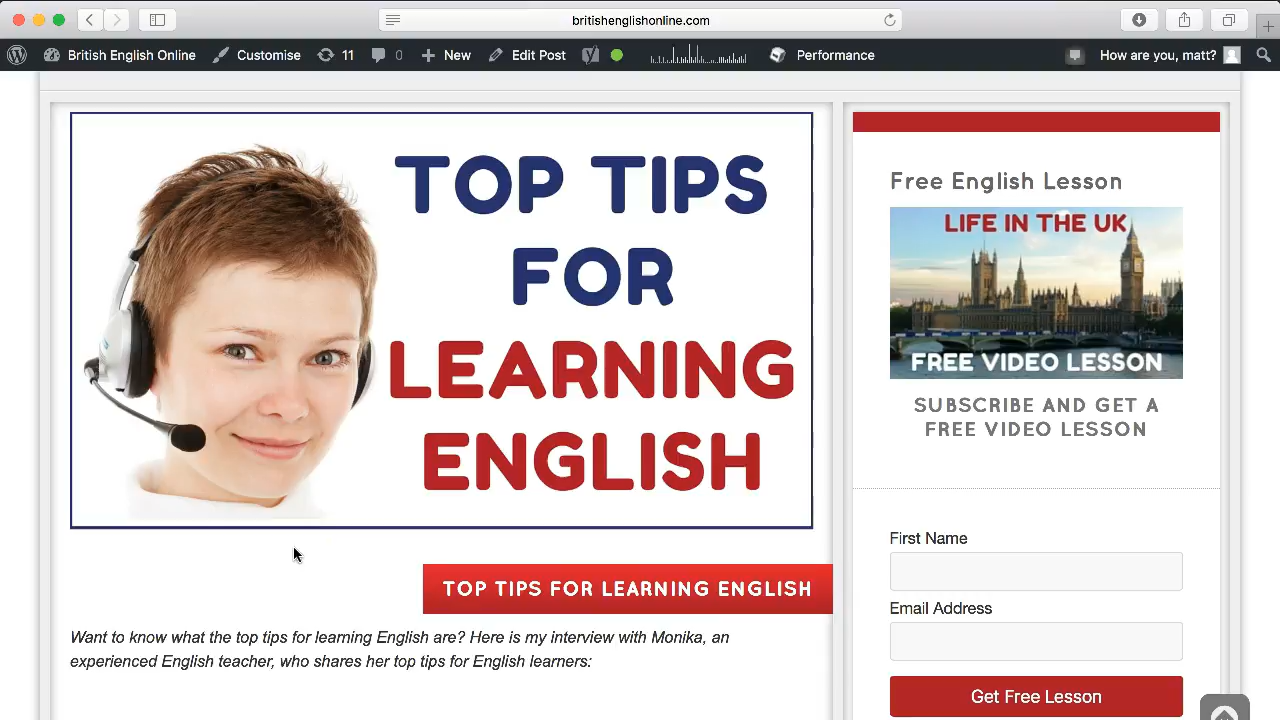 britishenglishonline.com
British English Online
Customise
11
0
New
Edit Post
Performance
How are you, matt?
TOP TIPS
FOR
LEARNING
ENGLISH
TOP TIPS FOR LEARNING ENGLISH
Want to know what the top tips for learning English are? Here is my interview with Monika, an
experienced English teacher, who shares her top tips for English learners:
Free English Lesson
LIFE IN THE UK
FREE VIDEO LESSON
SUBSCRIBE AND GET A
FREE VIDEO LESSON
First Name
Email Address
Get Free Lesson